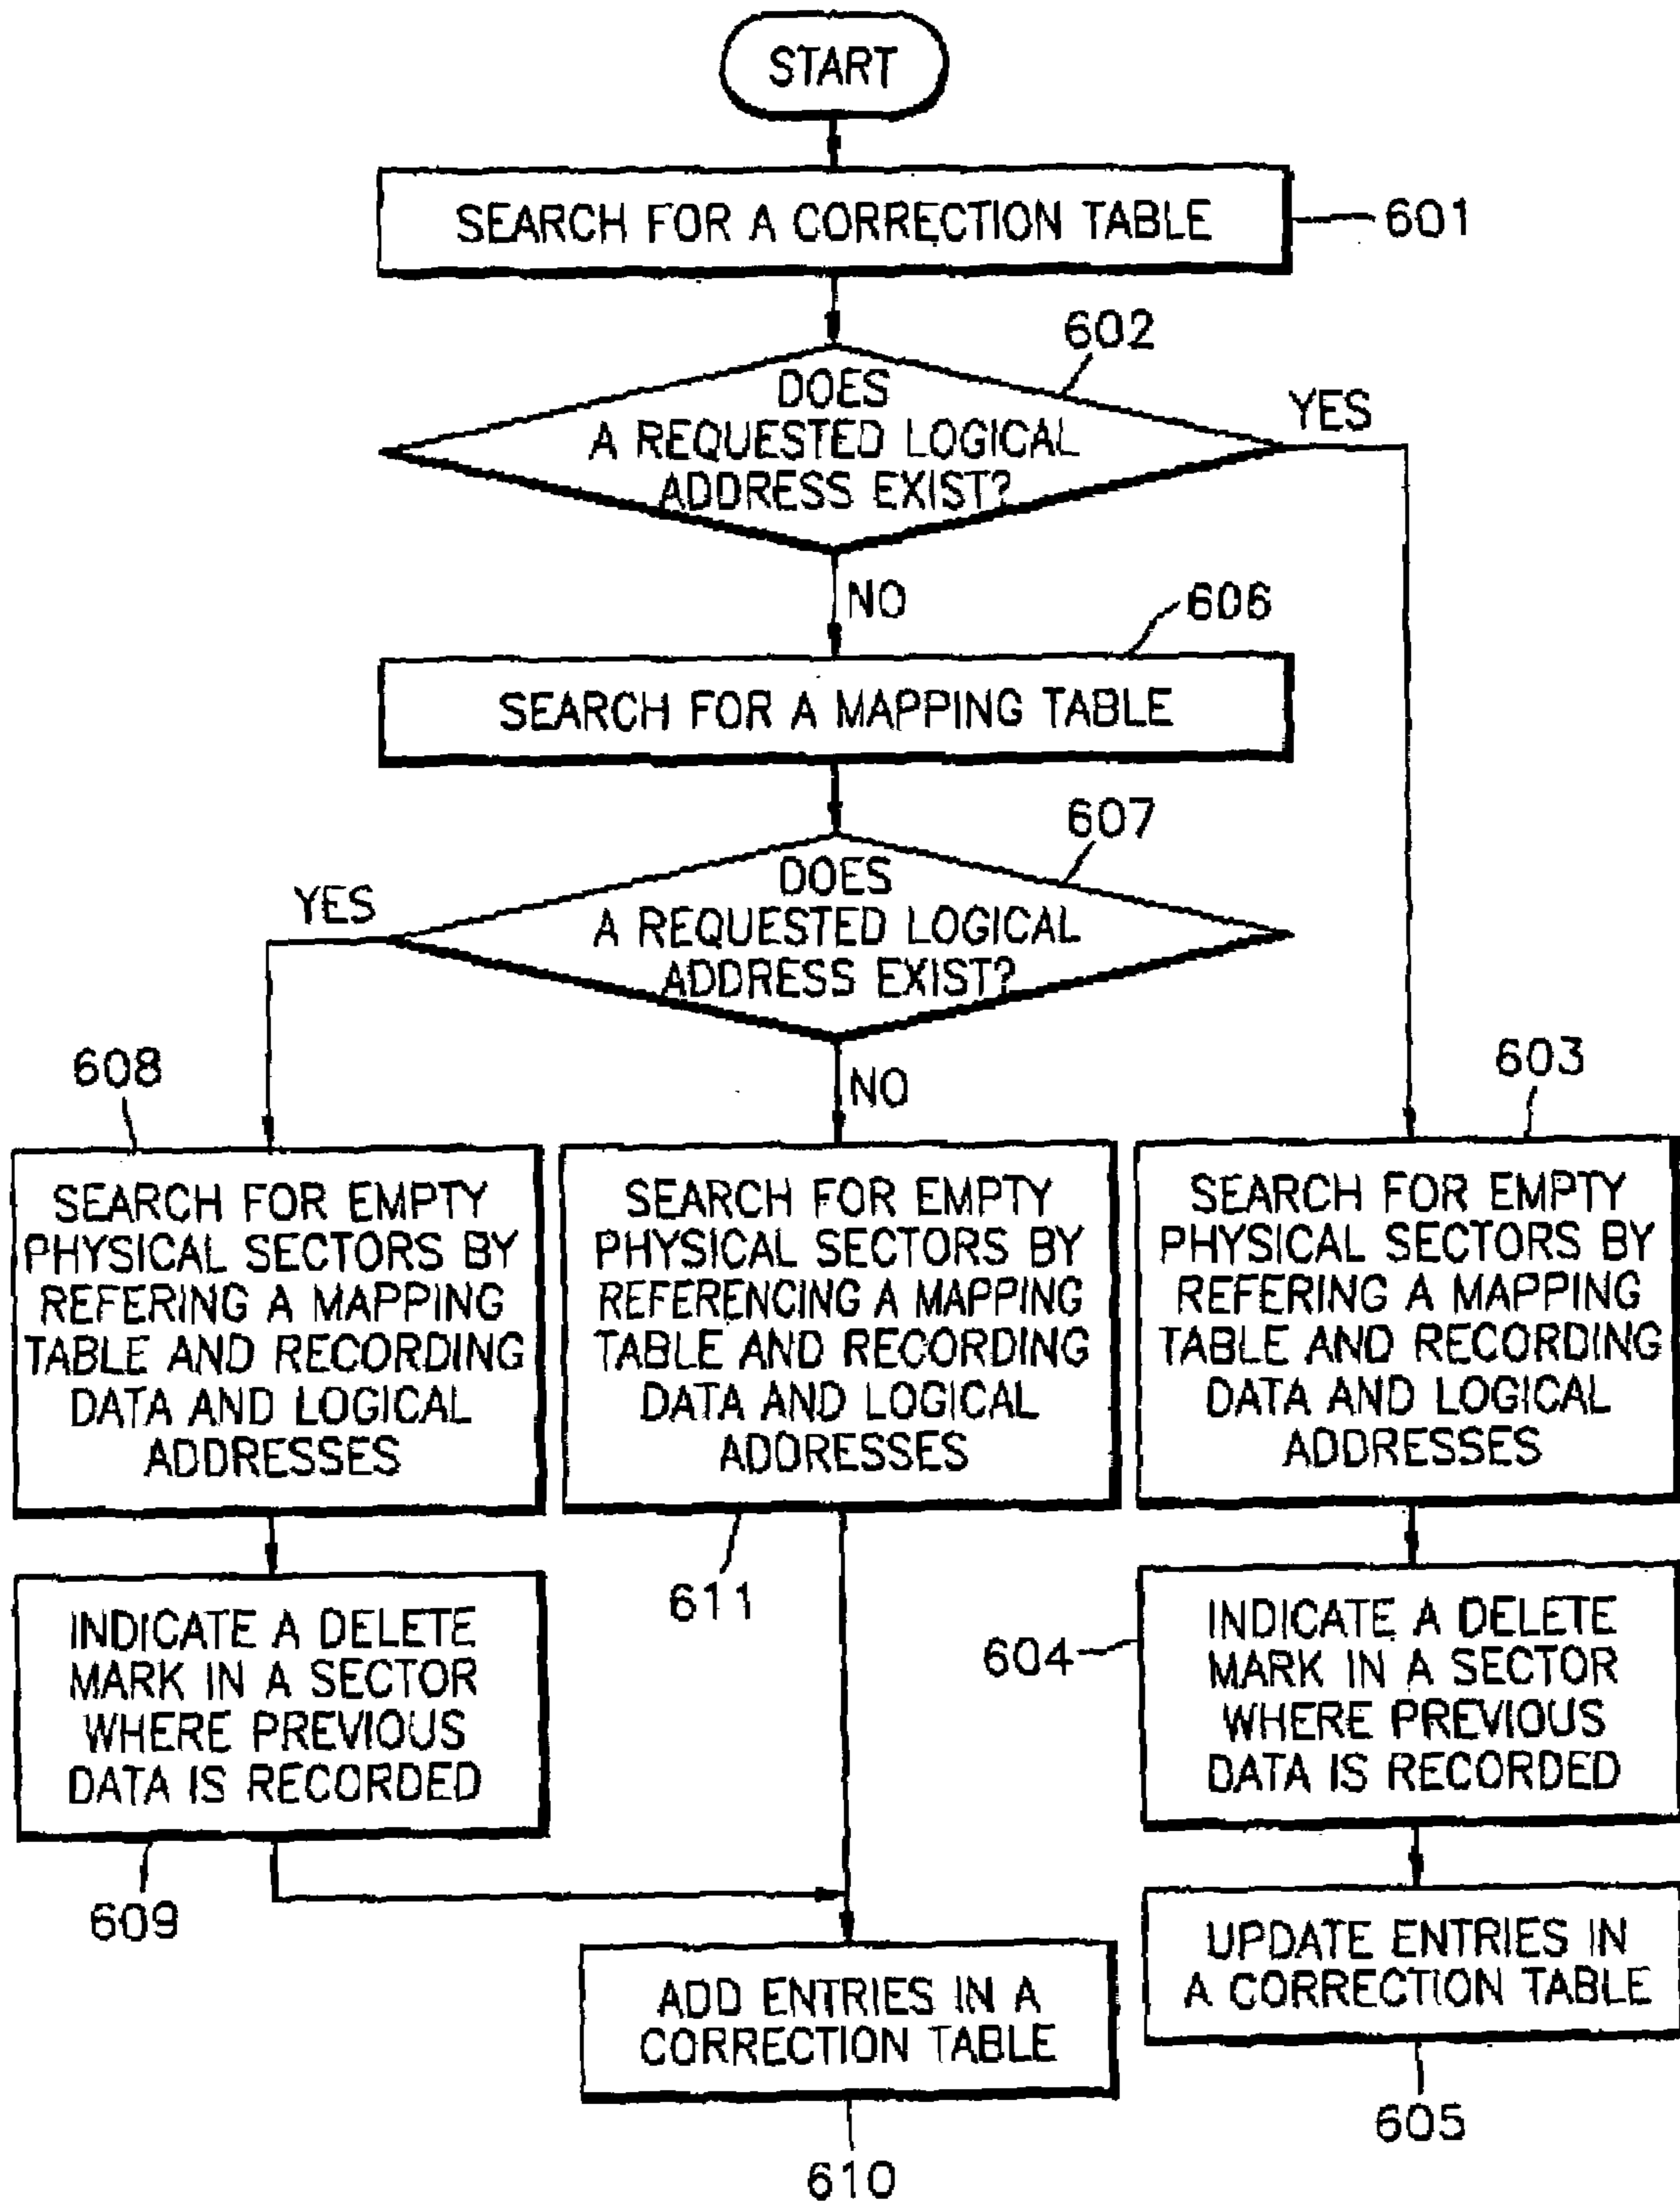 START
SEARCH FOR A CORRECTION TABLE
601
602
DOES
A REQUESTED LOGICAL
ADDRESS EXIST?
YES
NO
606
SEARCH FOR A MAPPING TABLE
607
DOES
A REQUESTED LOGICAL
ADDRESS EXIST?
YES
NO
608
SEARCH FOR EMPTY
PHYSICAL SECTORS BY
REFERING A MAPPING
TABLE AND RECORDING
DATA AND LOGICAL
ADDRESSES
SEARCH FOR EMPTY
PHYSICAL SECTORS BY
REFERENCING A MAPPING
TABLE AND RECORDING
DATA AND LOGICAL
ADDRESSES
611
603
SEARCH FOR EMPTY
PHYSICAL SECTORS BY
REFERING A MAPPING
TABLE AND RECORDING
DATA AND LOGICAL
ADDRESSES
INDICATE A DELETE
MARK IN A SECTOR
WHERE PREVIOUS
DATA IS RECORDED
609
604
INDICATE A DELETE
MARK IN A SECTOR
WHERE PREVIOUS
DATA IS RECORDED
ADD ENTRIES IN A
CORRECTION TABLE
610
UPDATE ENTRIES IN
A CORRECTION TABLE
605